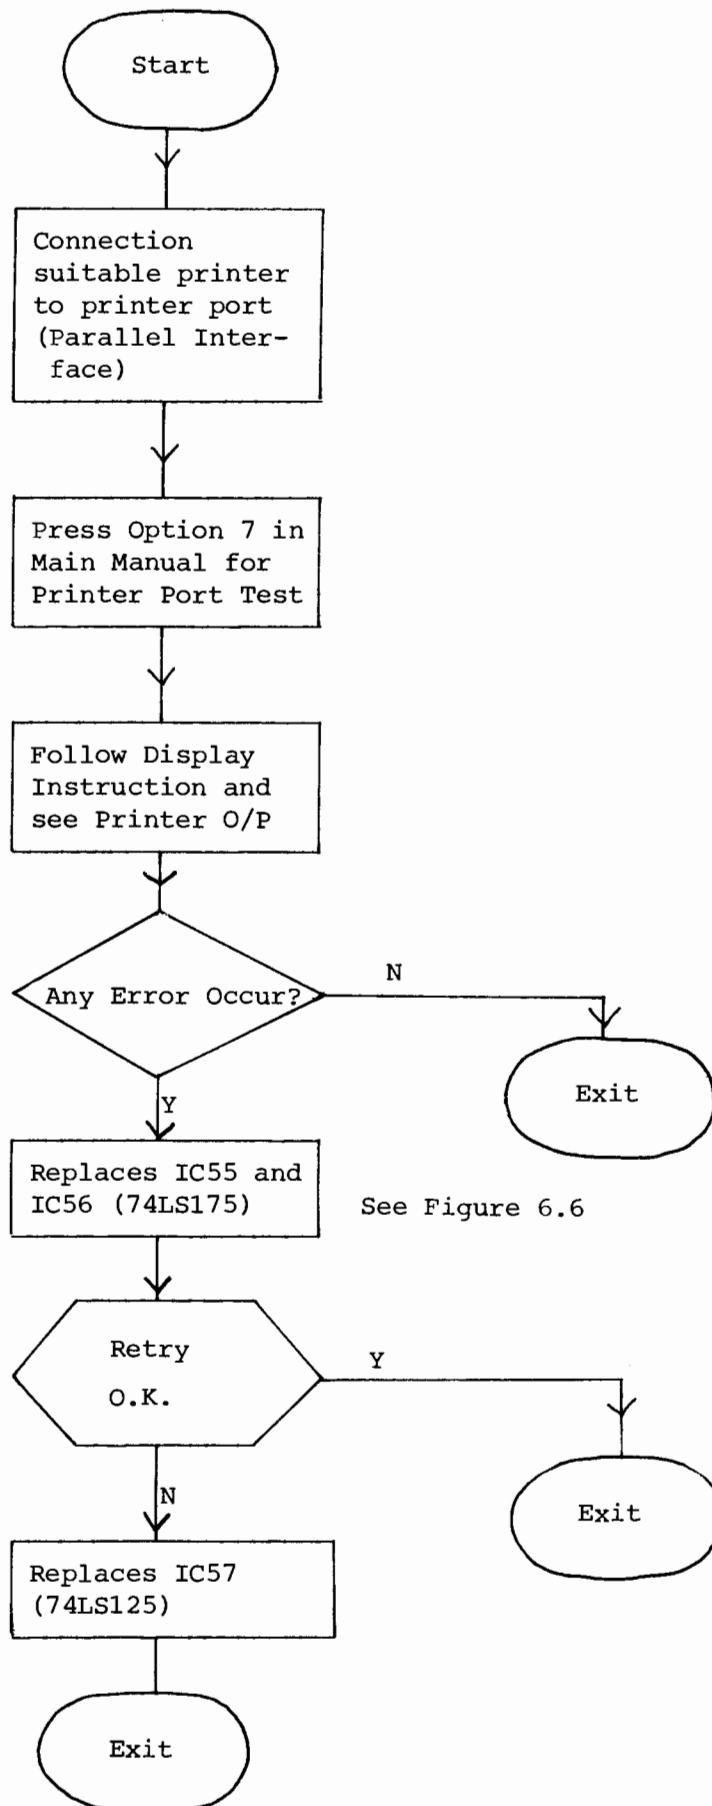 Start
Connection
suitable printer
to printer port
(Parallel Inter-
face)
Press Option 7 in
Main Manual for
Printer Port Test
Follow Display
Instruction and
see Printer O/P
Any Error Occur?
N
Exit
Y
Replaces IC55 and
IC56 (74LS175)
See Figure 6.6
Retry
O.K.
Y
Exit
N
Replaces IC57
(74LS125)
Exit